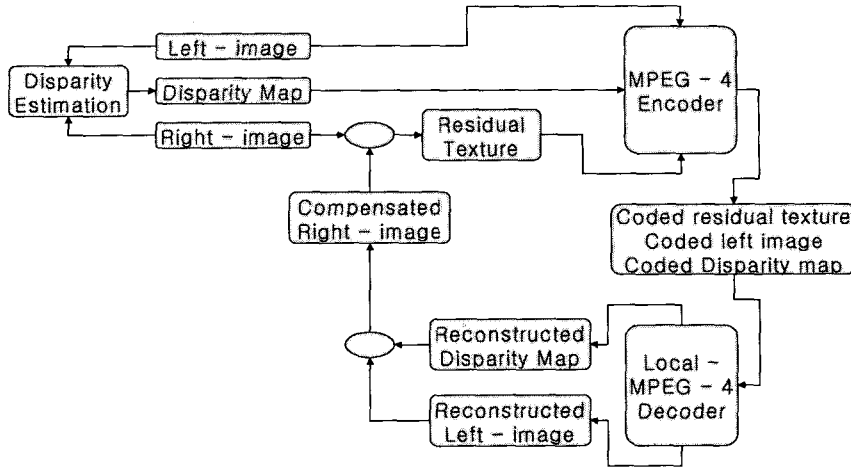 Left - image
Disparity
Estimation
Disparity Map
Right - image
Residual
Texture
MPEG - 4
Encoder
Compensated
Right - image
Coded residual texture
Coded left image
Coded Disparity map
Reconstructed
Disparity Map
Local -
MPEG - 4
Decoder
Reconstructed
Left - image